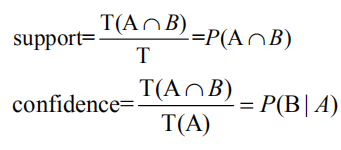 support=T(A∩B)/T=P(A∩B)
confidence=T(A∩B)/T(A)=P(B|A)